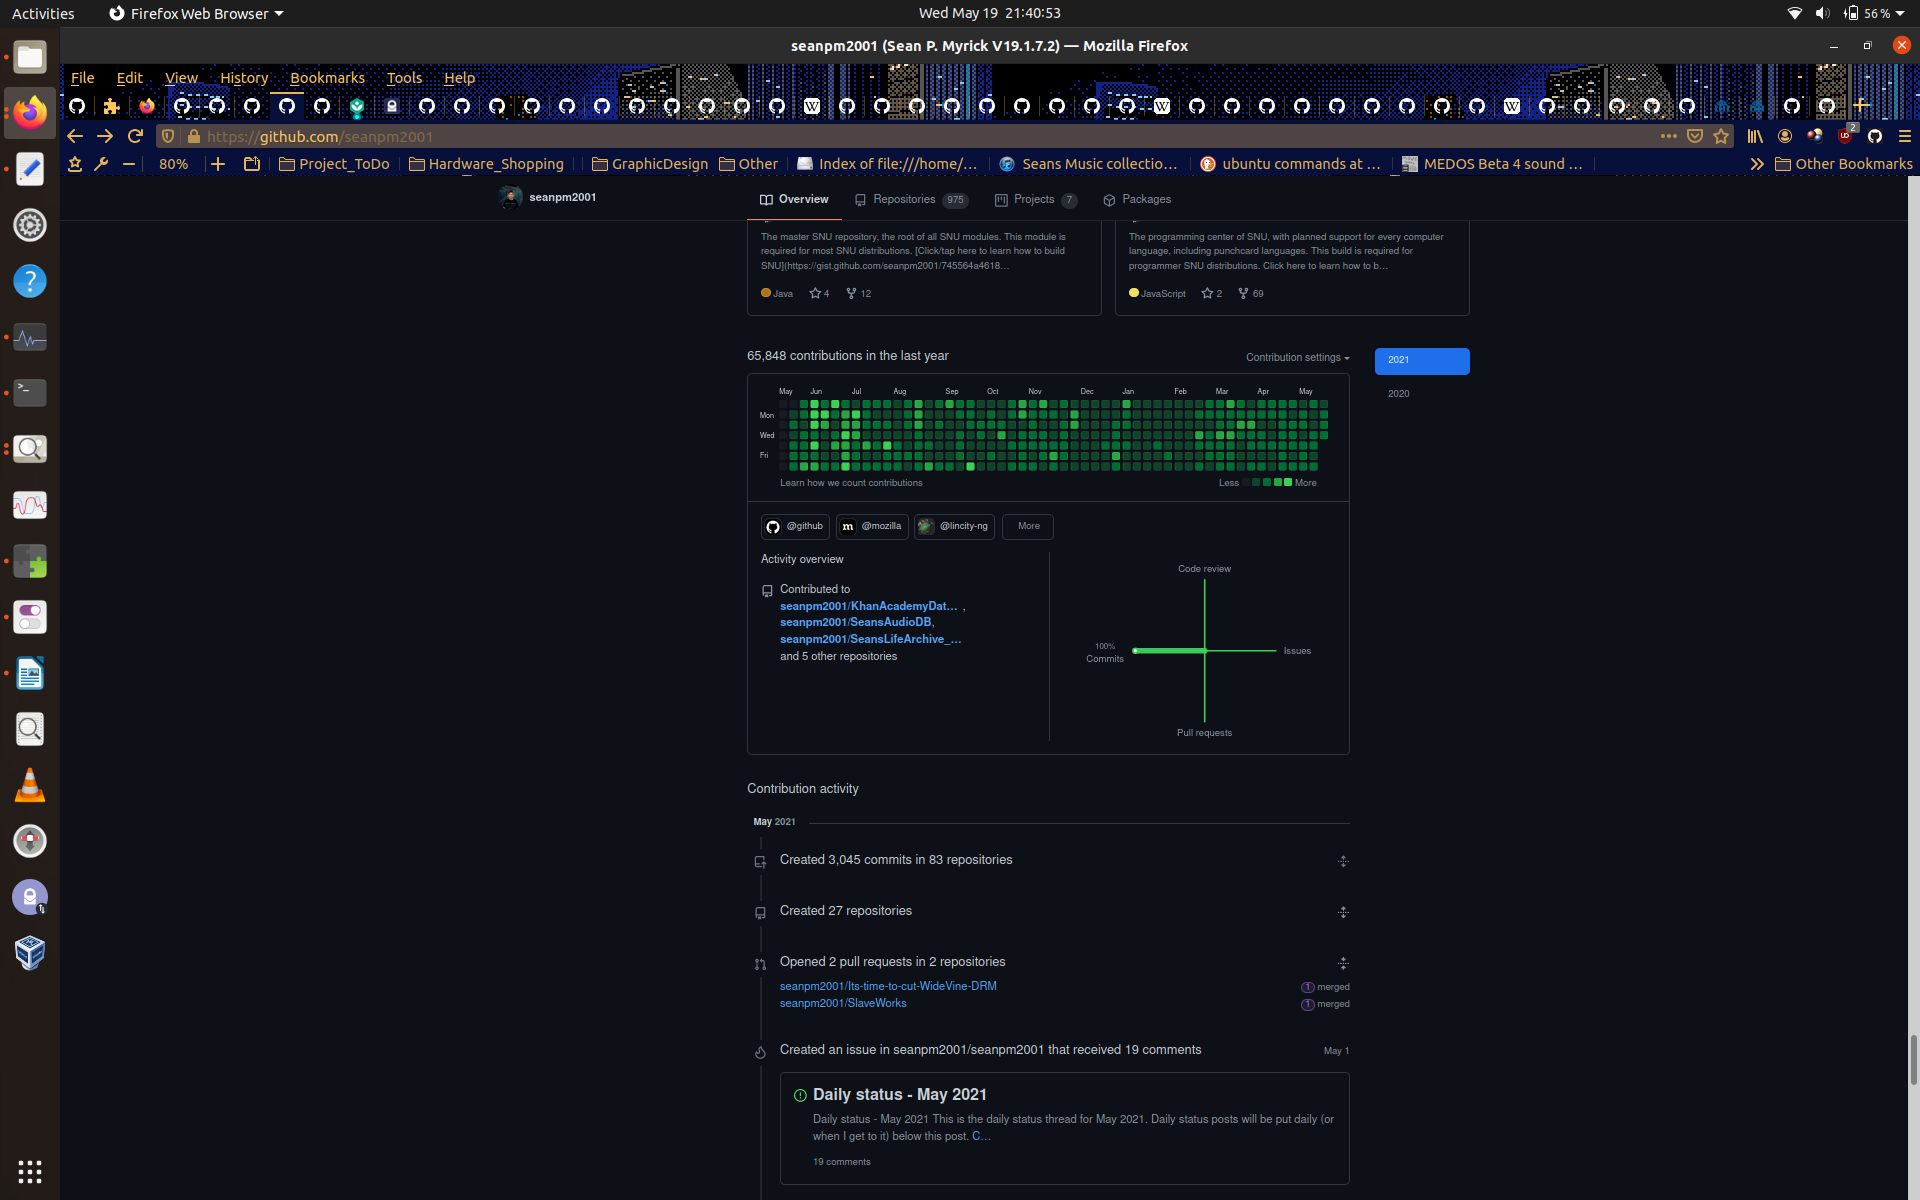 Activities
Firefox Web Browser
Wed May 19 21:40:53
56 %
seanpm2001 (Sean P. Myrick V19.1.7.2) — Mozilla Firefox
File Edit View History Bookmarks Tools Help
https://github.com/seanpm2001
2
80%
Project_ToDo
Hardware_Shopping
GraphicDesign
Other
Index of file:///home/...
Seans Music collectio...
ubuntu commands at ...
MEDOS Beta 4 sound ...
Other Bookmarks
seanpm2001
Overview
Repositories 975
Projects 7
Packages
The master SNU repository, the root of all SNU modules. This module is
required for most SNU distributions. [Click/tap here to learn how to build
SNU](https://gist.github.com/seanpm2001/745564a4618...
Java 4 12
The programming center of SNU, with planned support for every computer
language, including punchcard languages. This build is required for
programmer SNU distributions. Click here to learn how to b...
JavaScript 2 69
65,848 contributions in the last year
Contribution settings
2021
2020
May Jun Jul Aug Sep Oct Nov Dec Jan Feb Mar Apr May
Mon
Wed
Fri
Learn how we count contributions
Less More
@github
@mozilla
@lincity-ng
More
Activity overview
Contributed to
seanpm2001/KhanAcademyDat... ,
seanpm2001/SeansAudioDB,
seanpm2001/SeansLifeArchive_...
and 5 other repositories
Code review
100%
Commits
Issues
Pull requests
Contribution activity
May 2021
Created 3,045 commits in 83 repositories
Created 27 repositories
Opened 2 pull requests in 2 repositories
seanpm2001/Its-time-to-cut-WideVine-DRM 1 merged
seanpm2001/SlaveWorks 1 merged
Created an issue in seanpm2001/seanpm2001 that received 19 comments May 1
Daily status - May 2021
Daily status - May 2021 This is the daily status thread for May 2021. Daily status posts will be put daily (or
when I get to it) below this post. C...
19 comments